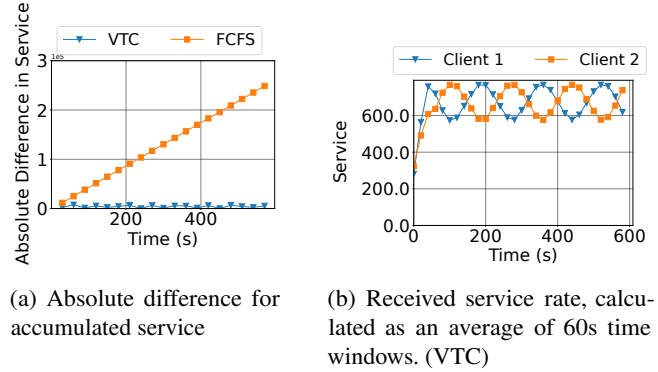 VTC FCFS
1e5
Absolute Difference in Service
3
2
1
0
200 400
Time (s)
(a) Absolute difference for
accumulated service
Client 1 Client 2
Service
600.0
400.0
200.0
0.0
0 200 400 600
Time (s)
(b) Received service rate, calcu-
lated as an average of 60s time
windows. (VTC)